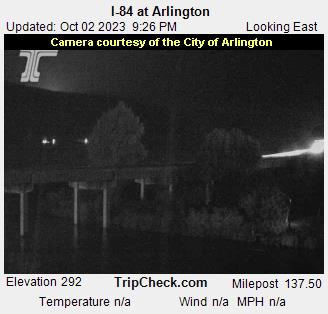 I-84 at Arlington
Updated: Oct 02 2023 9:26 PM Looking East
Camera courtesy of the City of Arlington
Elevation 292 TripCheck.com Milepost 137.50
Temperature n/a Wind n/a MPH n/a